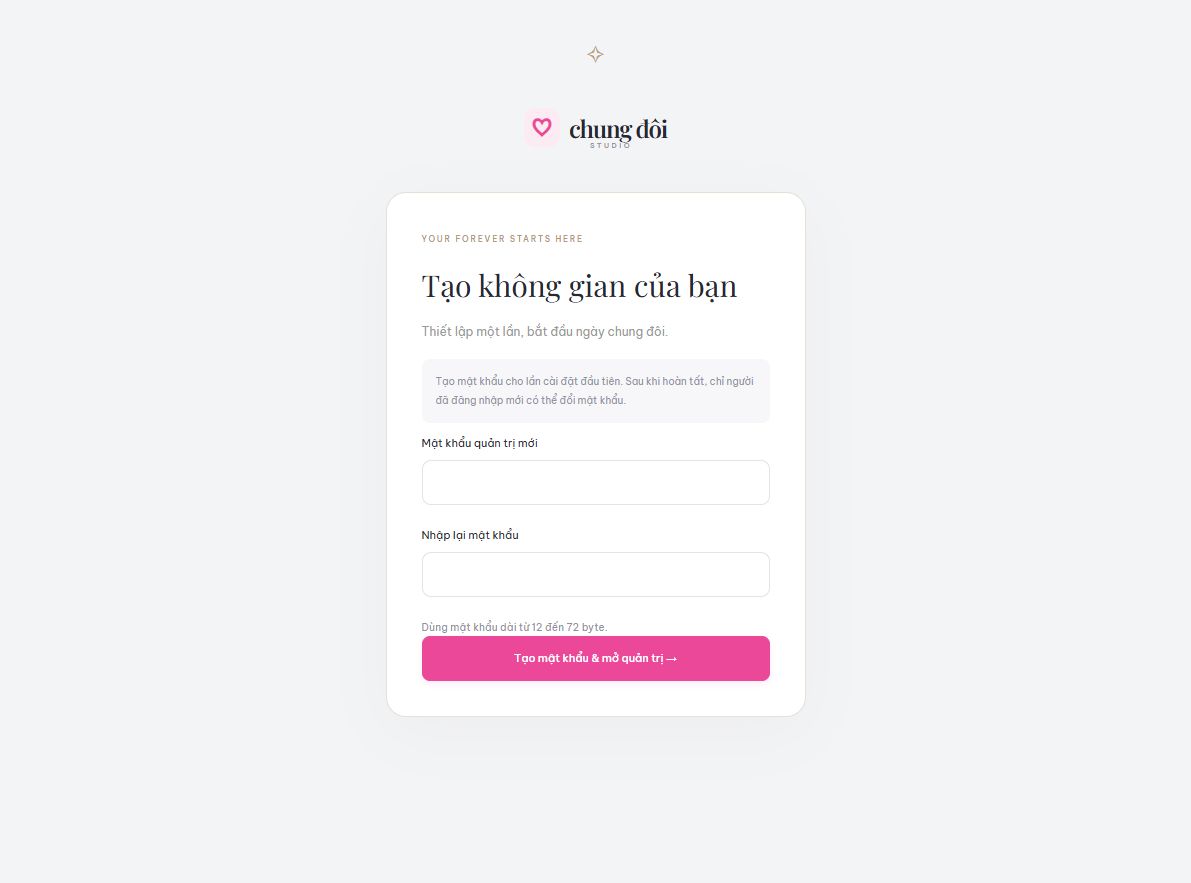 chung đôi
STUDIO
YOUR FOREVER STARTS HERE
Tạo không gian của bạn
Thiết lập một lần, bắt đầu ngày chung đôi.
Tạo mật khẩu cho lần cài đặt đầu tiên. Sau khi hoàn tất, chỉ người
đã đăng nhập mới có thể đổi mật khẩu.
Mật khẩu quản trị mới
Nhập lại mật khẩu
Dùng mật khẩu dài từ 12 đến 72 byte.
Tạo mật khẩu & mở quản trị →